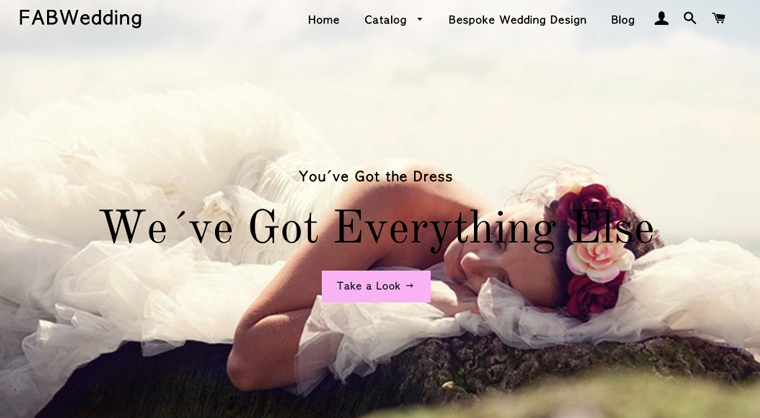 FABWedding
Home Catalog Bespoke Wedding Design Blog
You´ve Got the Dress
We´ve Got Everything Else
Take a Look →